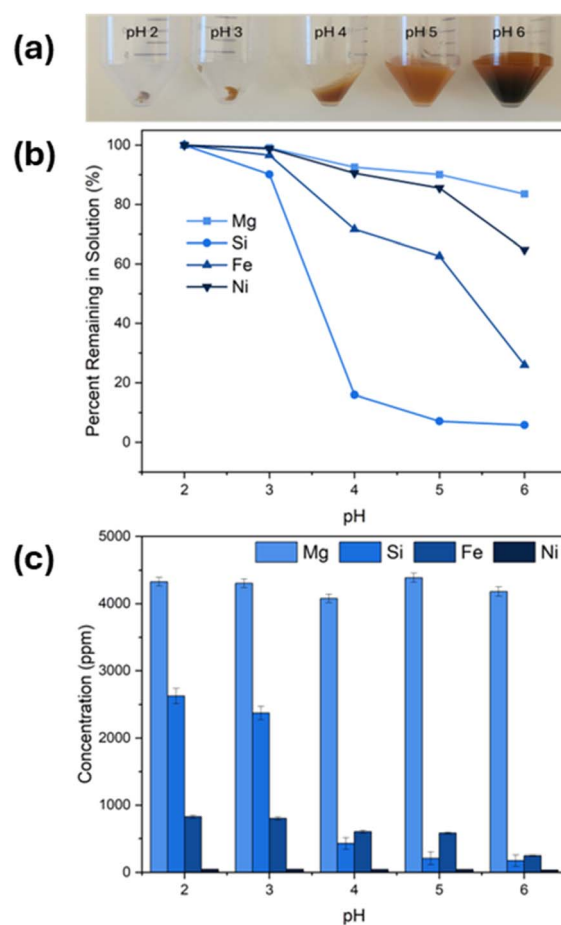 (a)
pH 2 pH 3 pH 4 pH 5 pH 6
(b)
Percent Remaining in Solution (%)
100
80
60
40
20
0
Mg
Si
Fe
Ni
2 3 4 5 6
pH
(c)
Concentration (ppm)
5000
4000
3000
2000
1000
0
Mg Si Fe Ni
2 3 4 5 6
pH